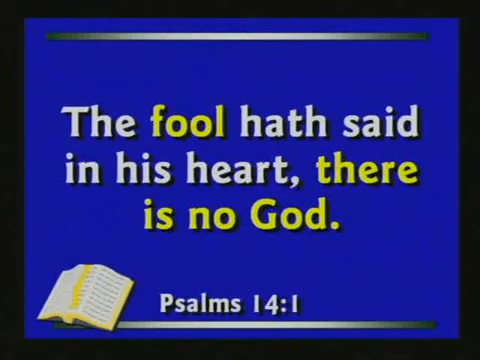 The fool hath said
in his heart, there
is no God.
Psalms 14:1